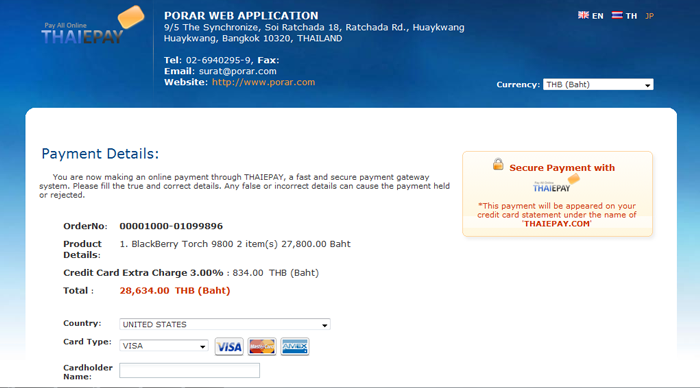 Pay All Online
THAIEPAY
PORAR WEB APPLICATION
9/5 The Synchronize, Soi Ratchada 18, Ratchada Rd., Huaykwang
Huaykwang, Bangkok 10320, THAILAND
Tel: 02-6940295-9, Fax:
Email: surat@porar.com
Website: http://www.porar.com
EN TH JP
Currency: THB (Baht)
Payment Details:
You are now making an online payment through THAIEPAY, a fast and secure payment gateway
system. Please fill the true and correct details. Any false or incorrect details can cause the payment held
or rejected.
Secure Payment with
Pay All Online
THAIEPAY
*This payment will be appeared on your
credit card statement under the name of
'THAIEPAY.COM'
OrderNo: 00001000-01099896
Product
Details: 1. BlackBerry Torch 9800 2 item(s) 27,800.00 Baht
Credit Card Extra Charge 3.00% : 834.00 THB (Baht)
Total : 28,634.00 THB (Baht)
Country: UNITED STATES
Card Type: VISA VISA MasterCard AMEX
Cardholder
Name: